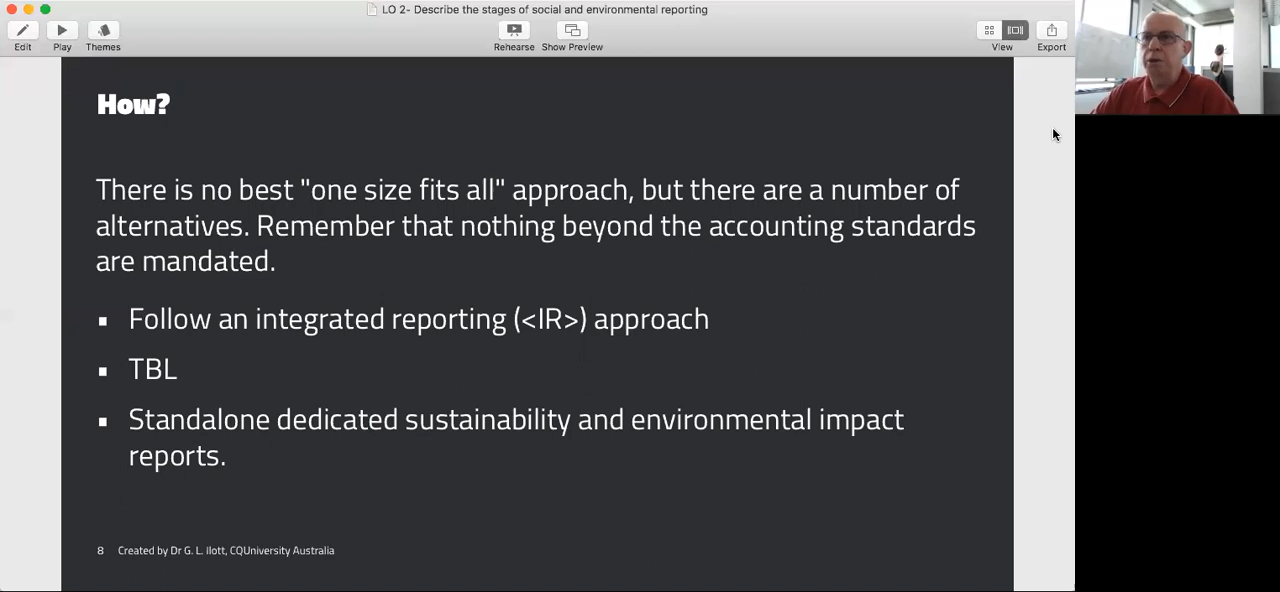 LO 2- Describe the stages of social and environmental reporting
Edit
Play
Themes
Rehearse
Show Preview
View
Export
How?
There is no best "one size fits all" approach, but there are a number of
alternatives. Remember that nothing beyond the accounting standards
are mandated.
▪ Follow an integrated reporting (<IR>) approach
▪ TBL
▪ Standalone dedicated sustainability and environmental impact
reports.
8 Created by Dr G. L. Ilott, CQUniversity Australia